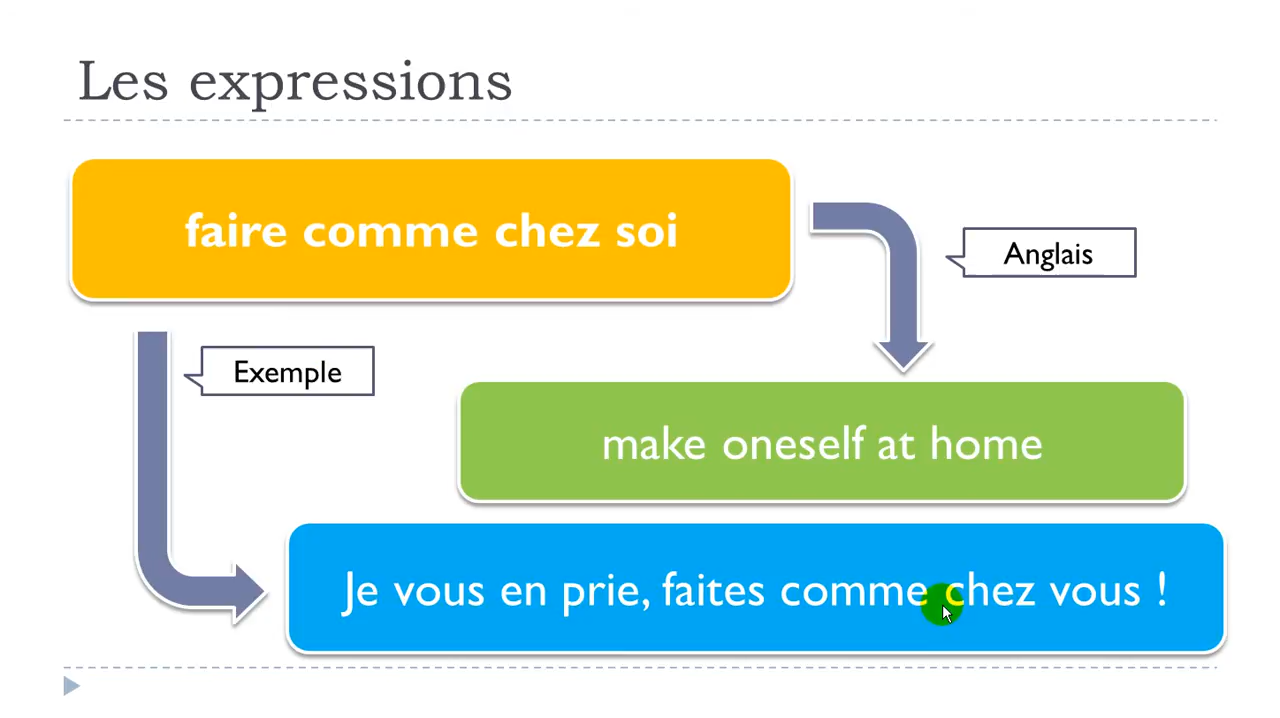 Les expressions
faire comme chez soi
Anglais
Exemple
make oneself at home
Je vous en prie, faites comme chez vous !